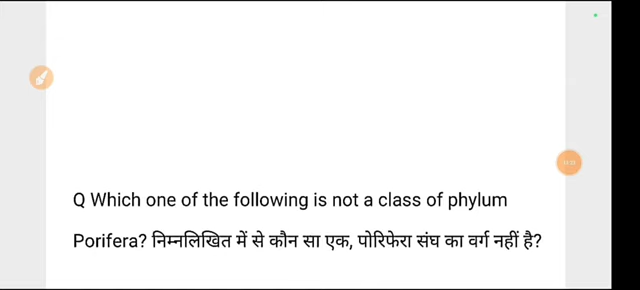 Q Which one of the following is not a class of phylum
Porifera? निम्नलिखित में से कौन सा एक, पोरिफेरा संघ का वर्ग नहीं है?